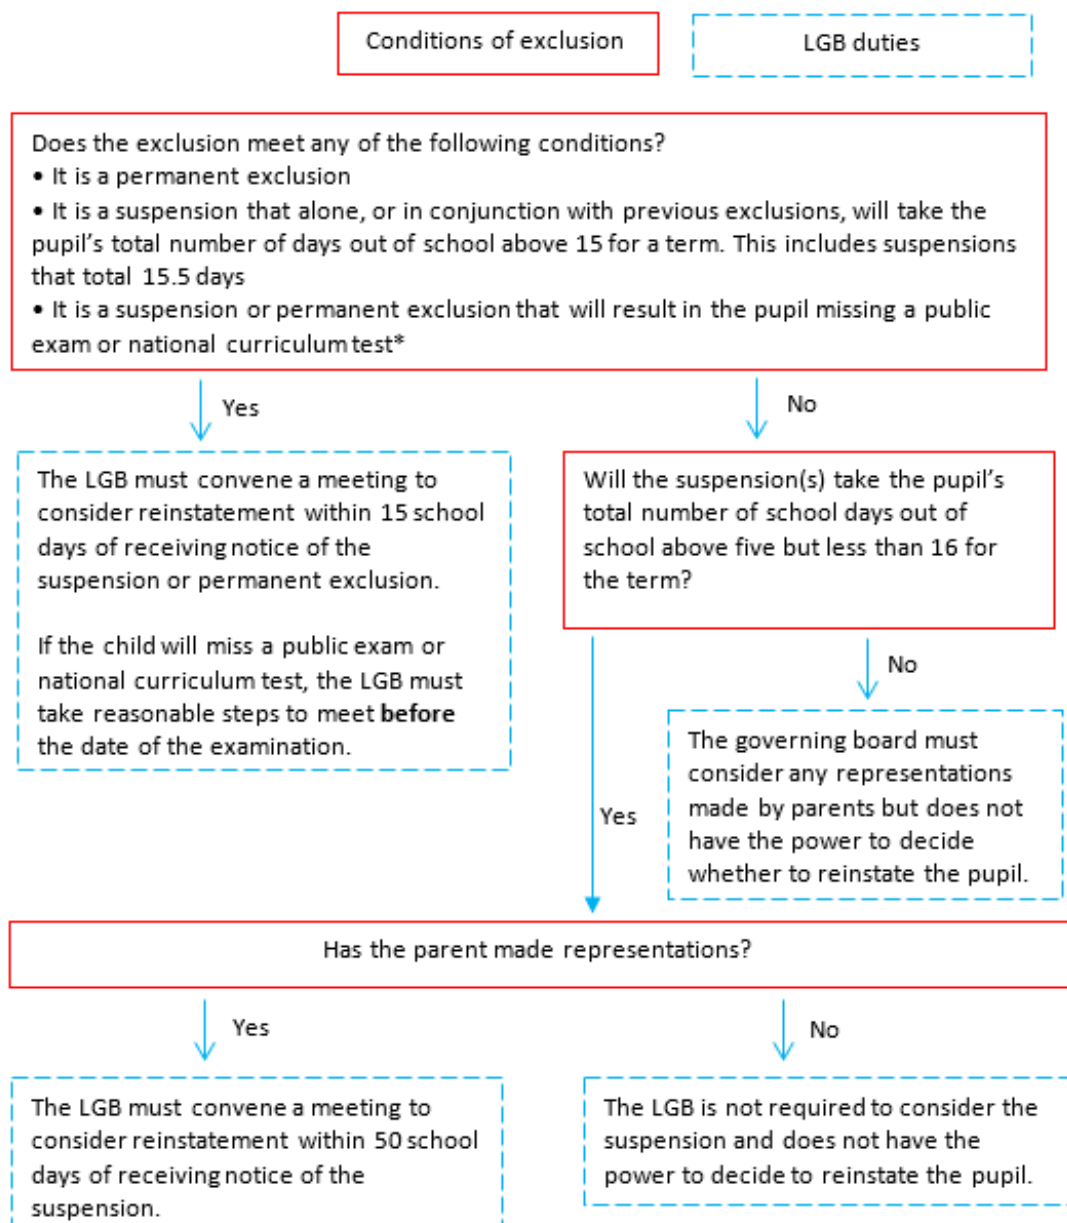 Conditions of exclusion
LGB duties
Does the exclusion meet any of the following conditions?
• It is a permanent exclusion
• It is a suspension that alone, or in conjunction with previous exclusions, will take the
pupil's total number of days out of school above 15 for a term. This includes suspensions
that total 15.5 days
• It is a suspension or permanent exclusion that will result in the pupil missing a public
exam or national curriculum test*
Yes
No
The LGB must convene a meeting to
consider reinstatement within 15 school
days of receiving notice of the
suspension or permanent exclusion.
If the child will miss a public exam or
national curriculum test, the LGB must
take reasonable steps to meet before
the date of the examination.
Will the suspension(s) take the pupil's
total number of school days out of
school above five but less than 16 for
the term?
No
The governing board must
consider any representations
made by parents but does not
have the power to decide
whether to reinstate the pupil.
Yes
Has the parent made representations?
Yes
No
The LGB must convene a meeting to
consider reinstatement within 50 school
days of receiving notice of the
suspension.
The LGB is not required to consider the
suspension and does not have the
power to decide to reinstate the pupil.